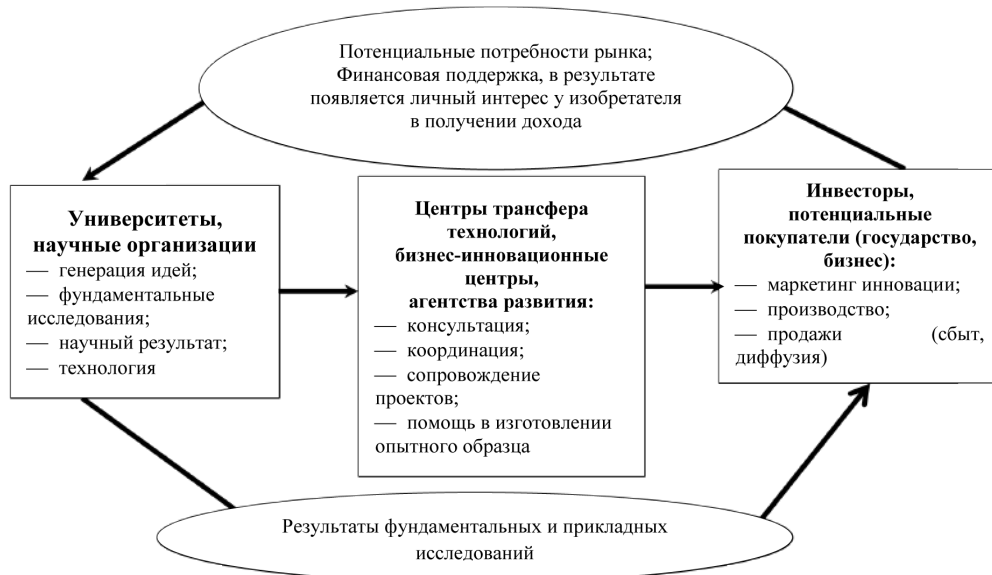 Потенциальные потребности рынка;
Финансовая поддержка, в результате
появляется личный интерес у изобретателя
в получении дохода
Университеты,
научные организации
— генерация идей;
— фундаментальные
исследования;
— научный результат;
— технология
Центры трансфера
технологий,
бизнес-инновационные
центры,
агентства развития:
— консультация;
— координация;
— сопровождение
проектов;
— помощь в изготовлении
опытного образца
Инвесторы,
потенциальные
покупатели (государство,
бизнес):
— маркетинг инновации;
— производство;
— продажи (сбыт,
диффузия)
Результаты фундаментальных и прикладных
исследований